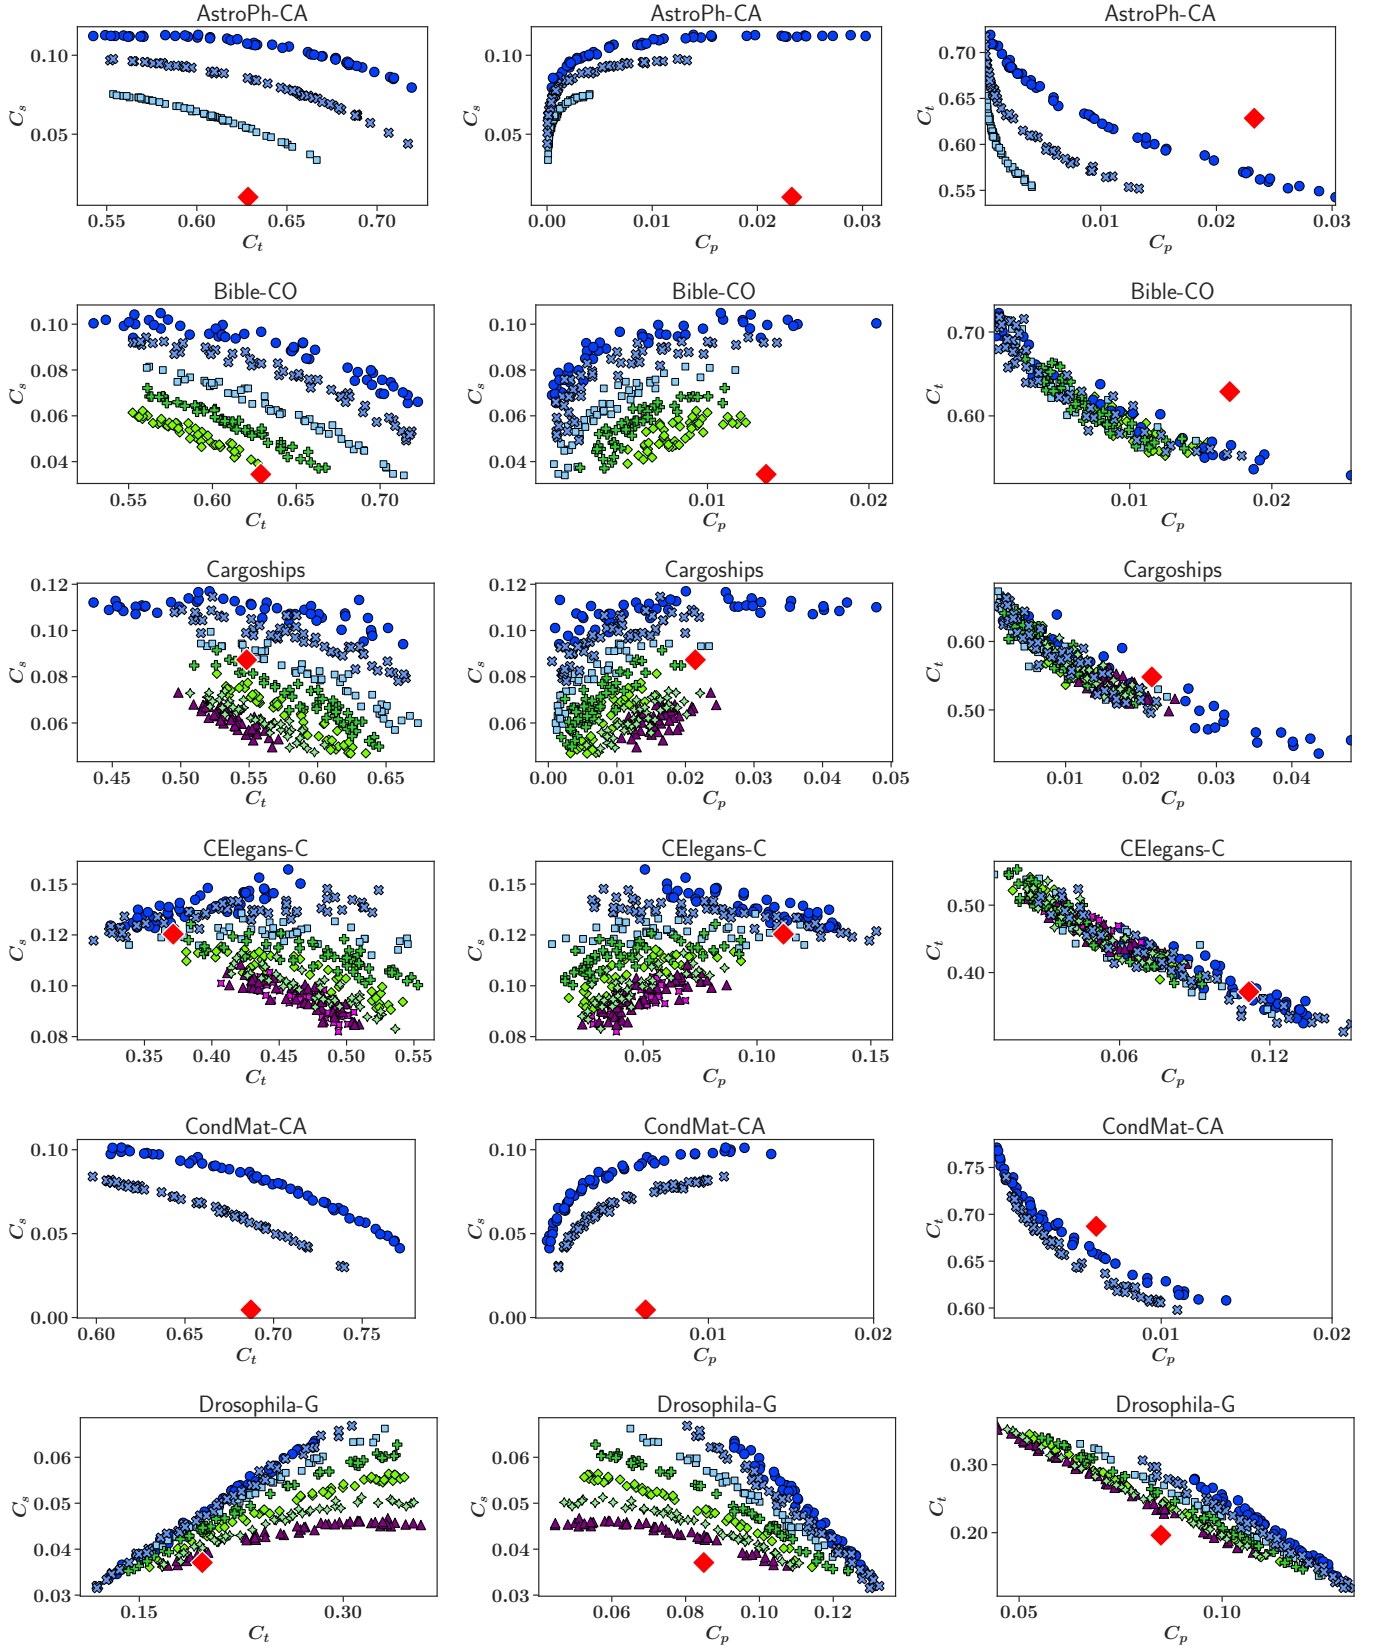 AstroPh-CA AstroPh-CA AstroPh-CA
C_s 0.10 0.05 C_s 0.10 0.05 C_t 0.70 0.65 0.60 0.55
0.55 0.60 0.65 0.70 0.00 0.01 0.02 0.03 0.01 0.02 0.03
C_t C_p C_p
Bible-CO Bible-CO Bible-CO
C_s 0.10 0.08 0.06 0.04 C_s 0.10 0.08 0.06 0.04 C_t 0.70 0.60
0.55 0.60 0.65 0.70 0.01 0.02 0.01 0.02
C_t C_p C_p
Cargoships Cargoships Cargoships
C_s 0.12 0.10 0.08 0.06 C_s 0.12 0.10 0.08 0.06 C_t 0.60 0.50
0.45 0.50 0.55 0.60 0.65 0.00 0.01 0.02 0.03 0.04 0.05 0.01 0.02 0.03 0.04
C_t C_p C_p
CElegans-C CElegans-C CElegans-C
C_s 0.15 0.12 0.10 0.08 C_s 0.15 0.12 0.10 0.08 C_t 0.50 0.40
0.35 0.40 0.45 0.50 0.55 0.05 0.10 0.15 0.06 0.12
C_t C_p C_p
CondMat-CA CondMat-CA CondMat-CA
C_s 0.10 0.05 0.00 C_s 0.10 0.05 0.00 C_t 0.75 0.70 0.65 0.60
0.60 0.65 0.70 0.75 0.01 0.02 0.01 0.02
C_t C_p C_p
Drosophila-G Drosophila-G Drosophila-G
C_s 0.06 0.05 0.04 0.03 C_s 0.06 0.05 0.04 0.03 C_t 0.30 0.20
0.15 0.30 0.06 0.08 0.10 0.12 0.05 0.10
C_t C_p C_p